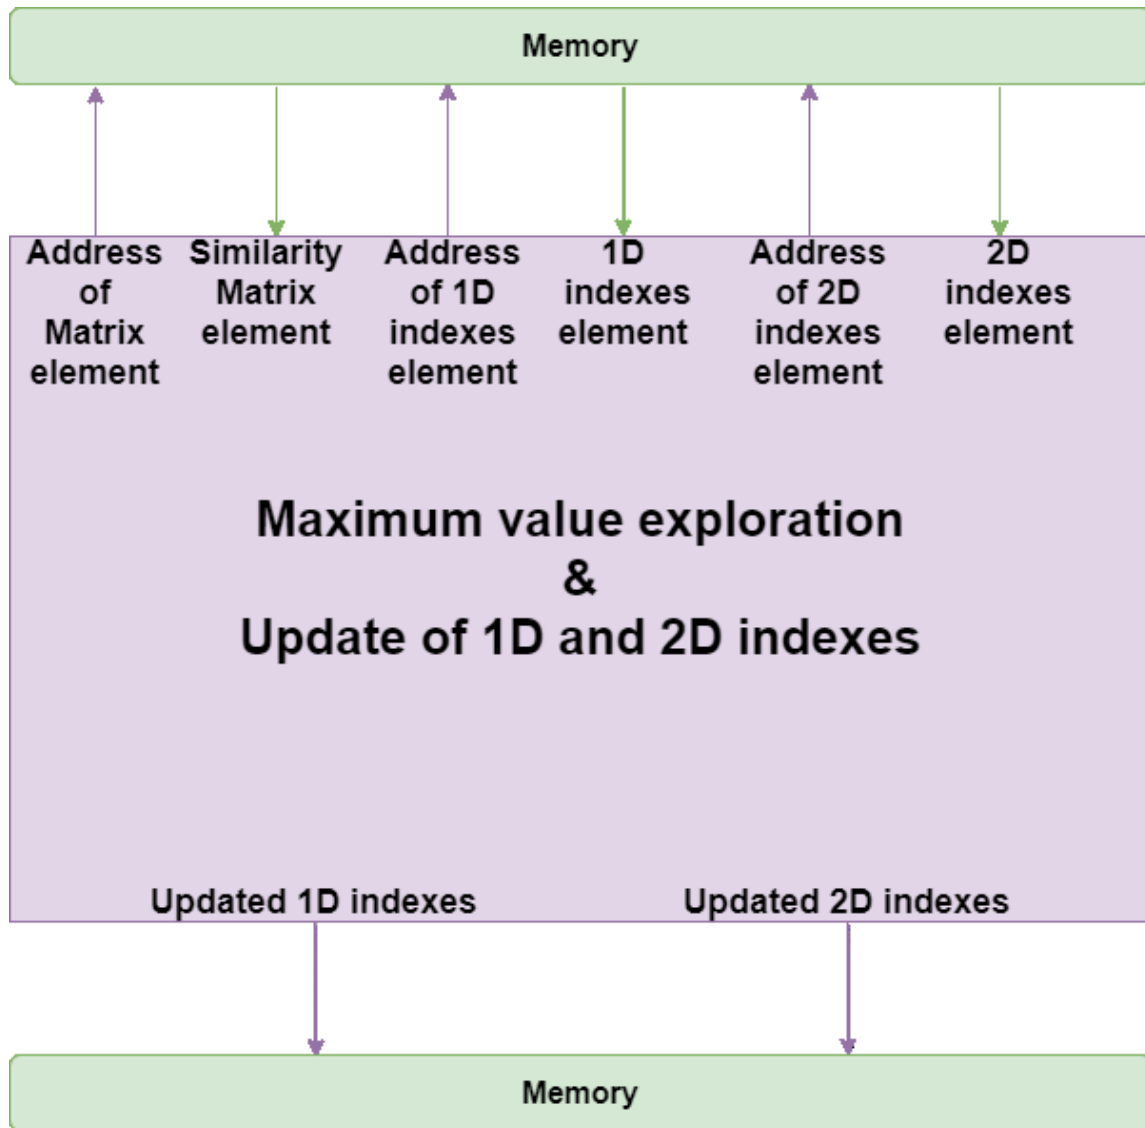 Memory
Address
of
Matrix
element
Similarity
Matrix
element
Address
of 1D
indexes
element
1D
indexes
element
Address
of 2D
indexes
element
2D
indexes
element
Maximum value exploration
&
Update of 1D and 2D indexes
Updated 1D indexes
Updated 2D indexes
Memory